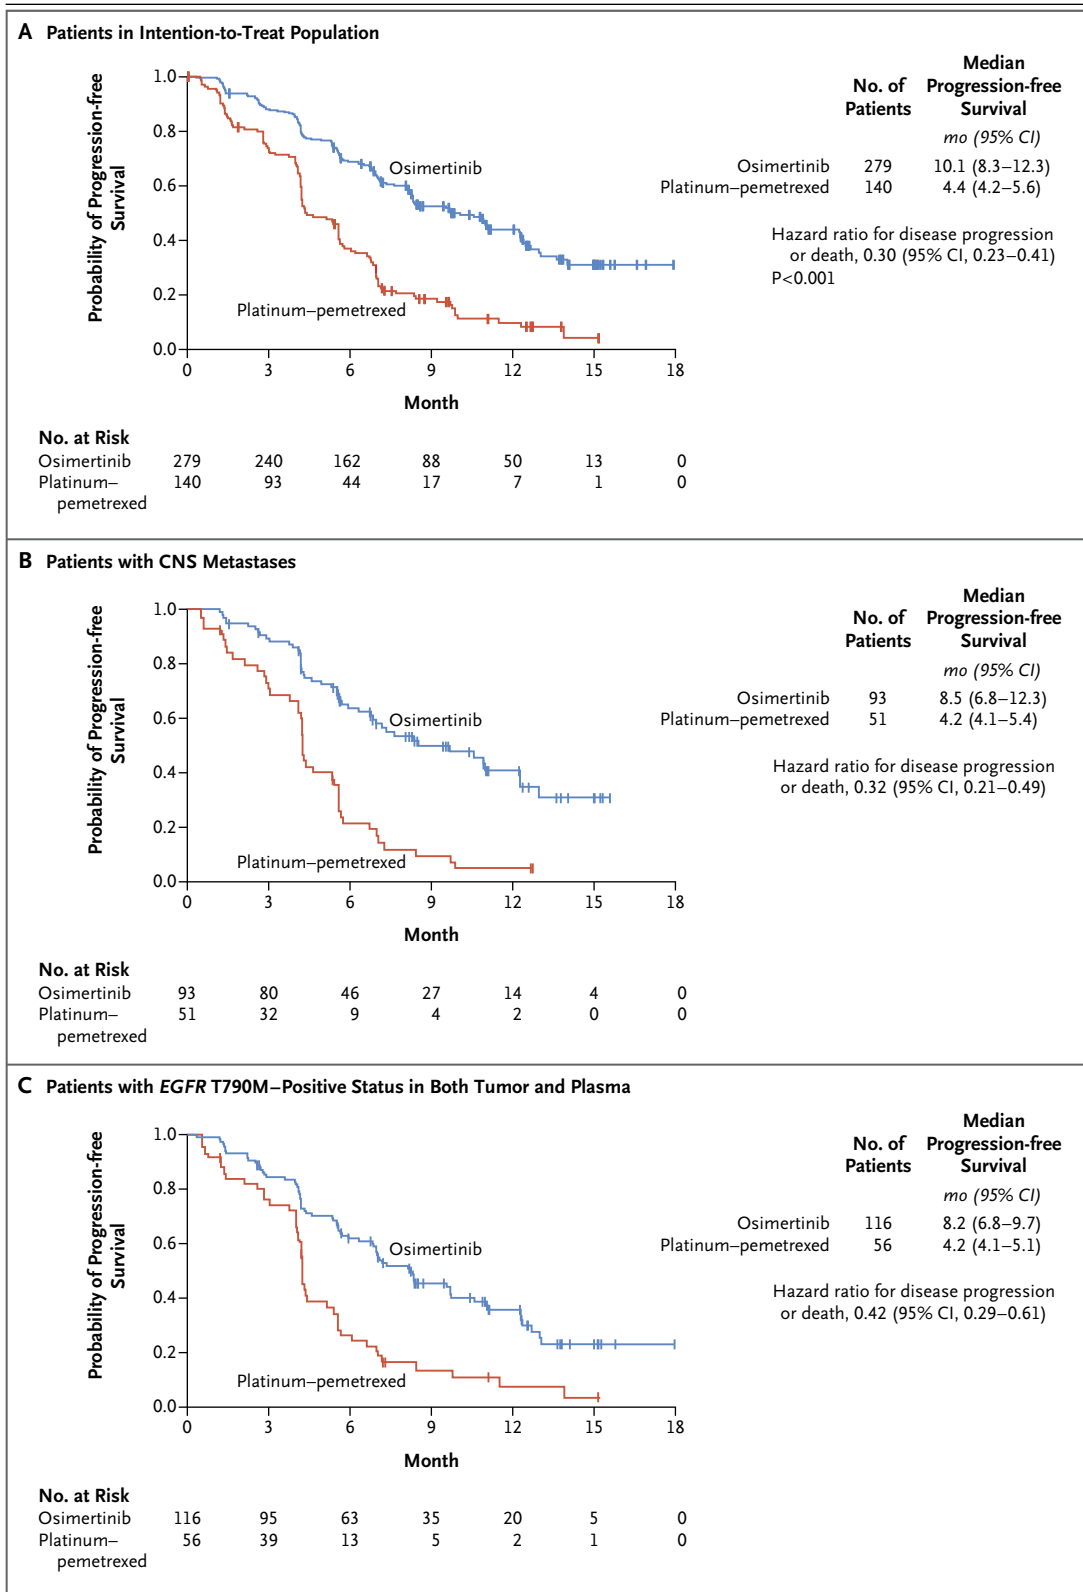 A Patients in Intention-to-Treat Population
Probability of Progression-free
Survival
1.0
0.8
0.6
0.4
0.2
0.0
0 3 6 9 12 15 18
Month
Osimertinib
Platinum–pemetrexed
No. of
Patients
Median
Progression-free
Survival
mo (95% CI)
Osimertinib 279 10.1 (8.3–12.3)
Platinum–pemetrexed 140 4.4 (4.2–5.6)
Hazard ratio for disease progression
or death, 0.30 (95% CI, 0.23–0.41)
P<0.001
No. at Risk
Osimertinib 279 240 162 88 50 13 0
Platinum–
pemetrexed 140 93 44 17 7 1 0
B Patients with CNS Metastases
Probability of Progression-free
Survival
1.0
0.8
0.6
0.4
0.2
0.0
0 3 6 9 12 15 18
Month
Osimertinib
Platinum–pemetrexed
No. of
Patients
Median
Progression-free
Survival
mo (95% CI)
Osimertinib 93 8.5 (6.8–12.3)
Platinum–pemetrexed 51 4.2 (4.1–5.4)
Hazard ratio for disease progression
or death, 0.32 (95% CI, 0.21–0.49)
No. at Risk
Osimertinib 93 80 46 27 14 4 0
Platinum–
pemetrexed 51 32 9 4 2 0 0
C Patients with EGFR T790M–Positive Status in Both Tumor and Plasma
Probability of Progression-free
Survival
1.0
0.8
0.6
0.4
0.2
0.0
0 3 6 9 12 15 18
Month
Osimertinib
Platinum–pemetrexed
No. of
Patients
Median
Progression-free
Survival
mo (95% CI)
Osimertinib 116 8.2 (6.8–9.7)
Platinum–pemetrexed 56 4.2 (4.1–5.1)
Hazard ratio for disease progression
or death, 0.42 (95% CI, 0.29–0.61)
No. at Risk
Osimertinib 116 95 63 35 20 5 0
Platinum–
pemetrexed 56 39 13 5 2 1 0